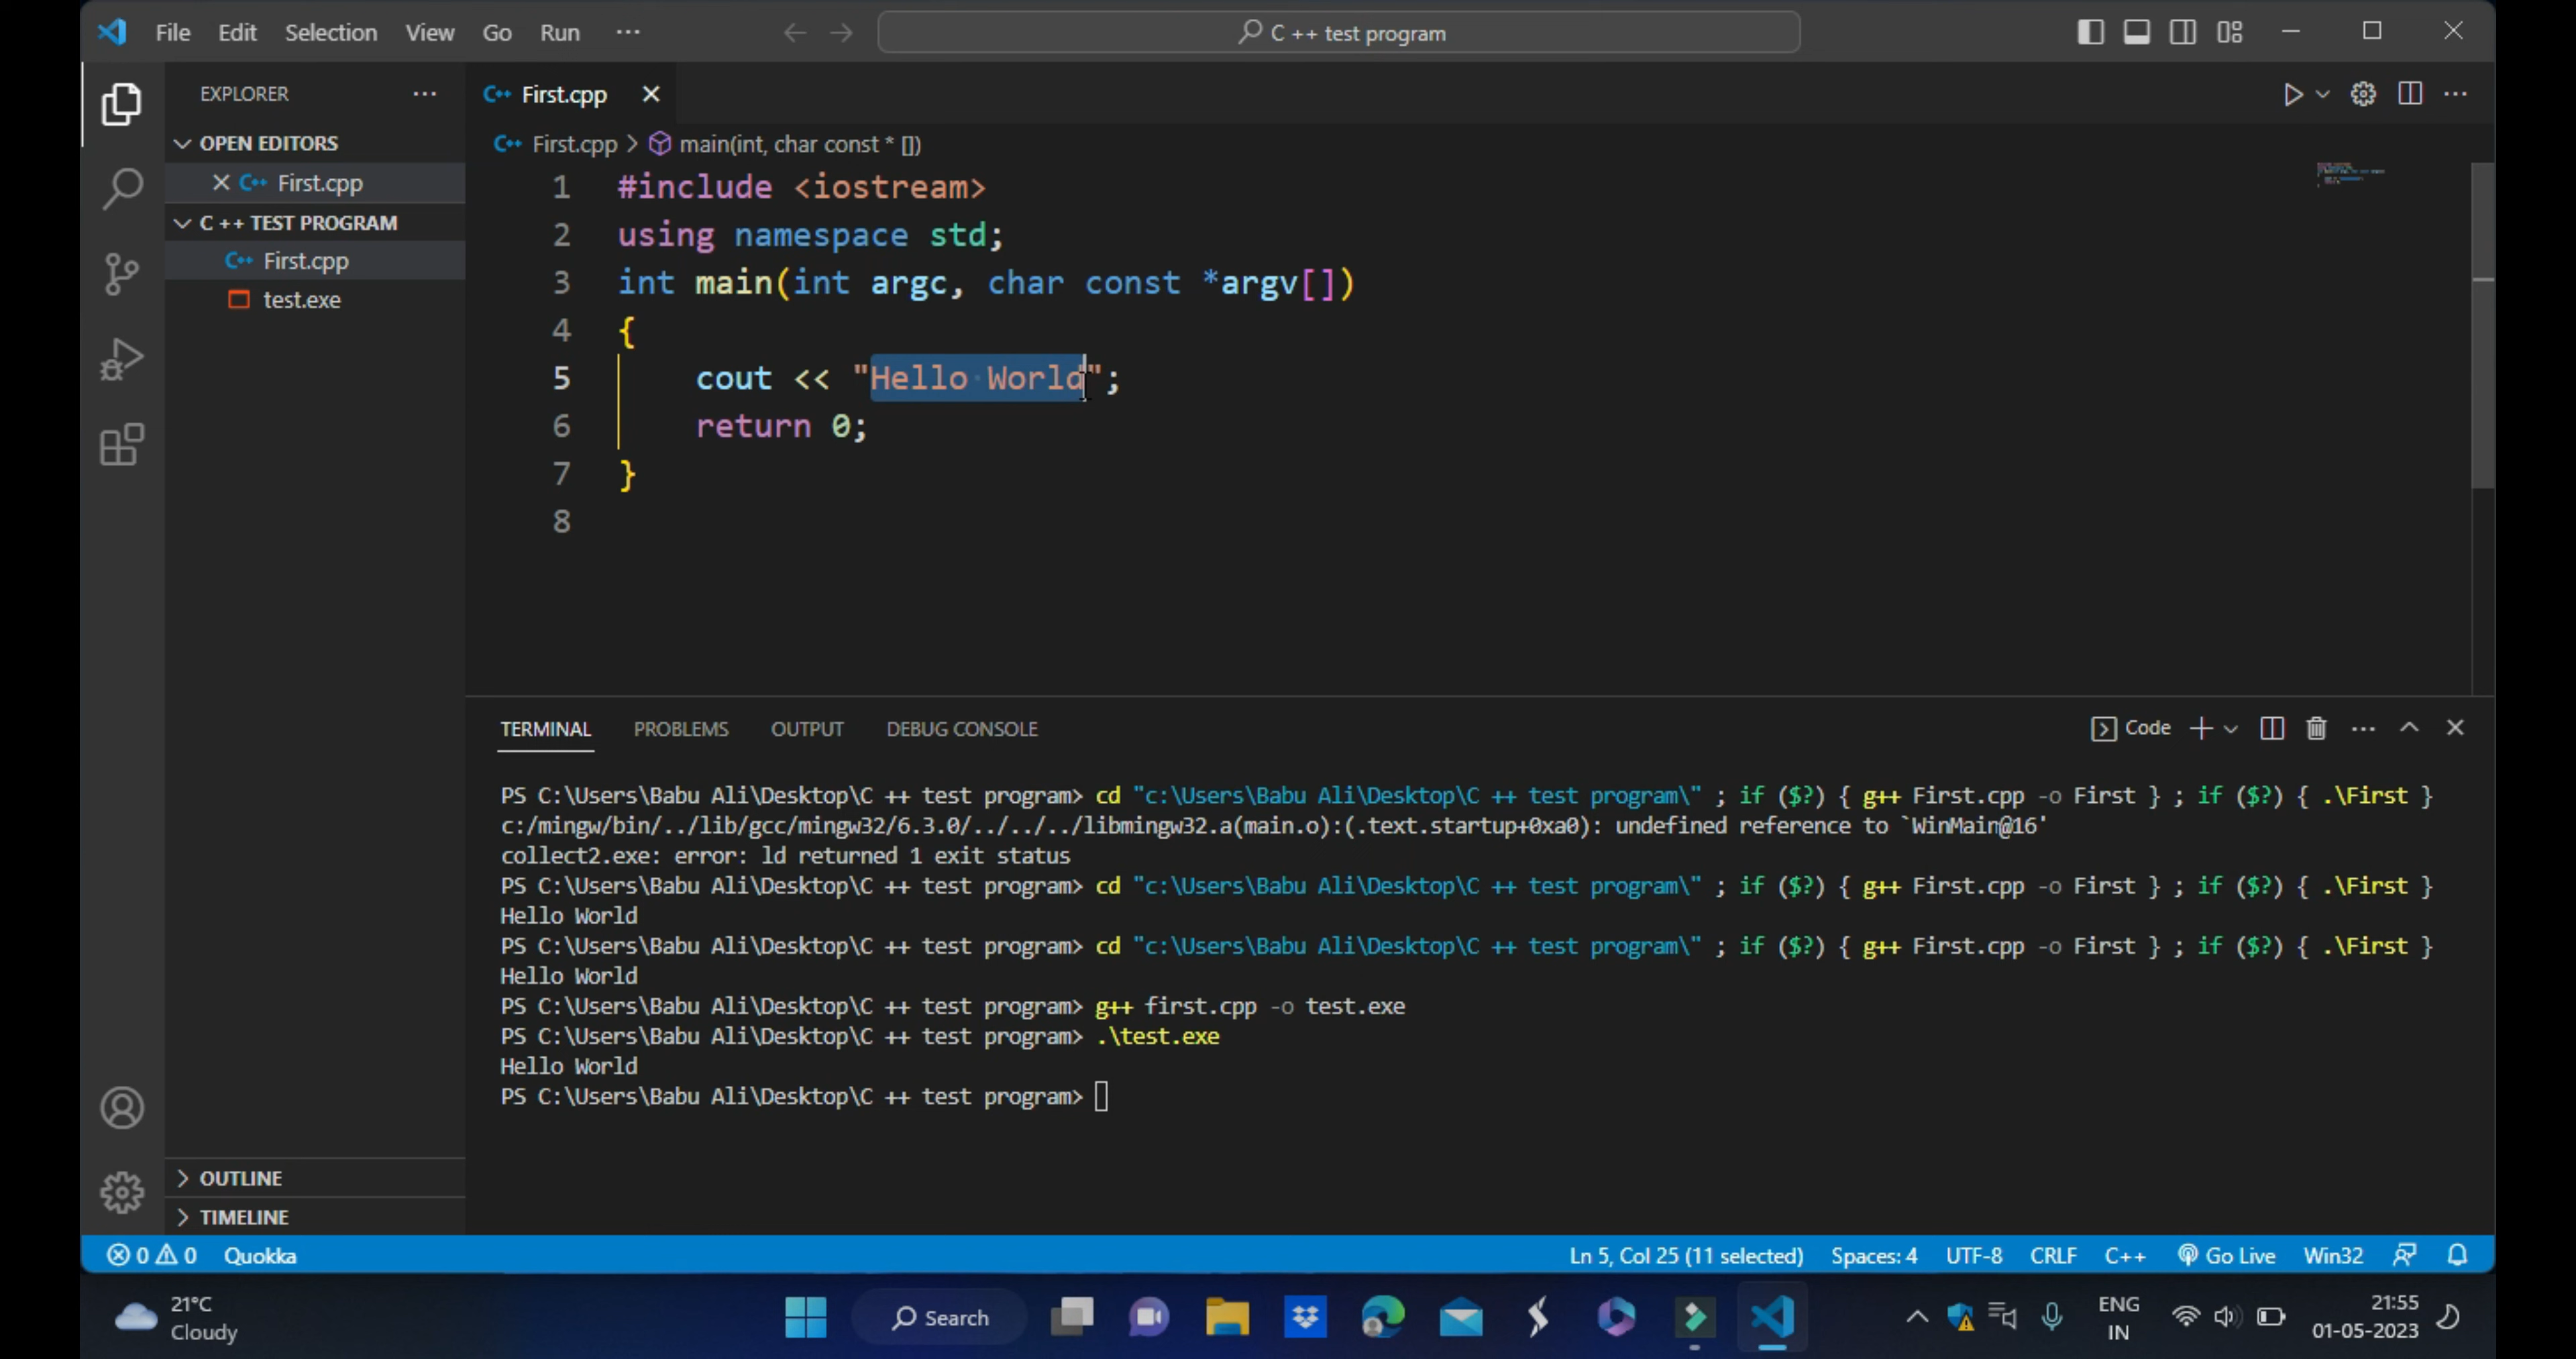 File Edit Selection View Go Run ···
C ++ test program
EXPLORER ···
OPEN EDITORS
First.cpp
C ++ TEST PROGRAM
First.cpp
test.exe
OUTLINE
TIMELINE
C++ First.cpp
C++ First.cpp > main(int, char const * [])
1 #include <iostream>
2 using namespace std;
3 int main(int argc, char const *argv[])
4 {
5     cout << "Hello World";
6     return 0;
7 }
8
TERMINAL PROBLEMS OUTPUT DEBUG CONSOLE
Code
PS C:\Users\Babu Ali\Desktop\C ++ test program> cd "c:\Users\Babu Ali\Desktop\C ++ test program\" ; if ($?) { g++ First.cpp -o First } ; if ($?) { .\First }
c:/mingw/bin/../lib/gcc/mingw32/6.3.0/../../../libmingw32.a(main.o):(.text.startup+0xa0): undefined reference to `WinMain@16'
collect2.exe: error: ld returned 1 exit status
PS C:\Users\Babu Ali\Desktop\C ++ test program> cd "c:\Users\Babu Ali\Desktop\C ++ test program\" ; if ($?) { g++ First.cpp -o First } ; if ($?) { .\First }
Hello World
PS C:\Users\Babu Ali\Desktop\C ++ test program> cd "c:\Users\Babu Ali\Desktop\C ++ test program\" ; if ($?) { g++ First.cpp -o First } ; if ($?) { .\First }
Hello World
PS C:\Users\Babu Ali\Desktop\C ++ test program> g++ first.cpp -o test.exe
PS C:\Users\Babu Ali\Desktop\C ++ test program> .\test.exe
Hello World
PS C:\Users\Babu Ali\Desktop\C ++ test program>
0 0 Quokka
Ln 5, Col 25 (11 selected) Spaces: 4 UTF-8 CRLF C++ Go Live Win32
21°C
Cloudy
Search
ENG
IN
21:55
01-05-2023